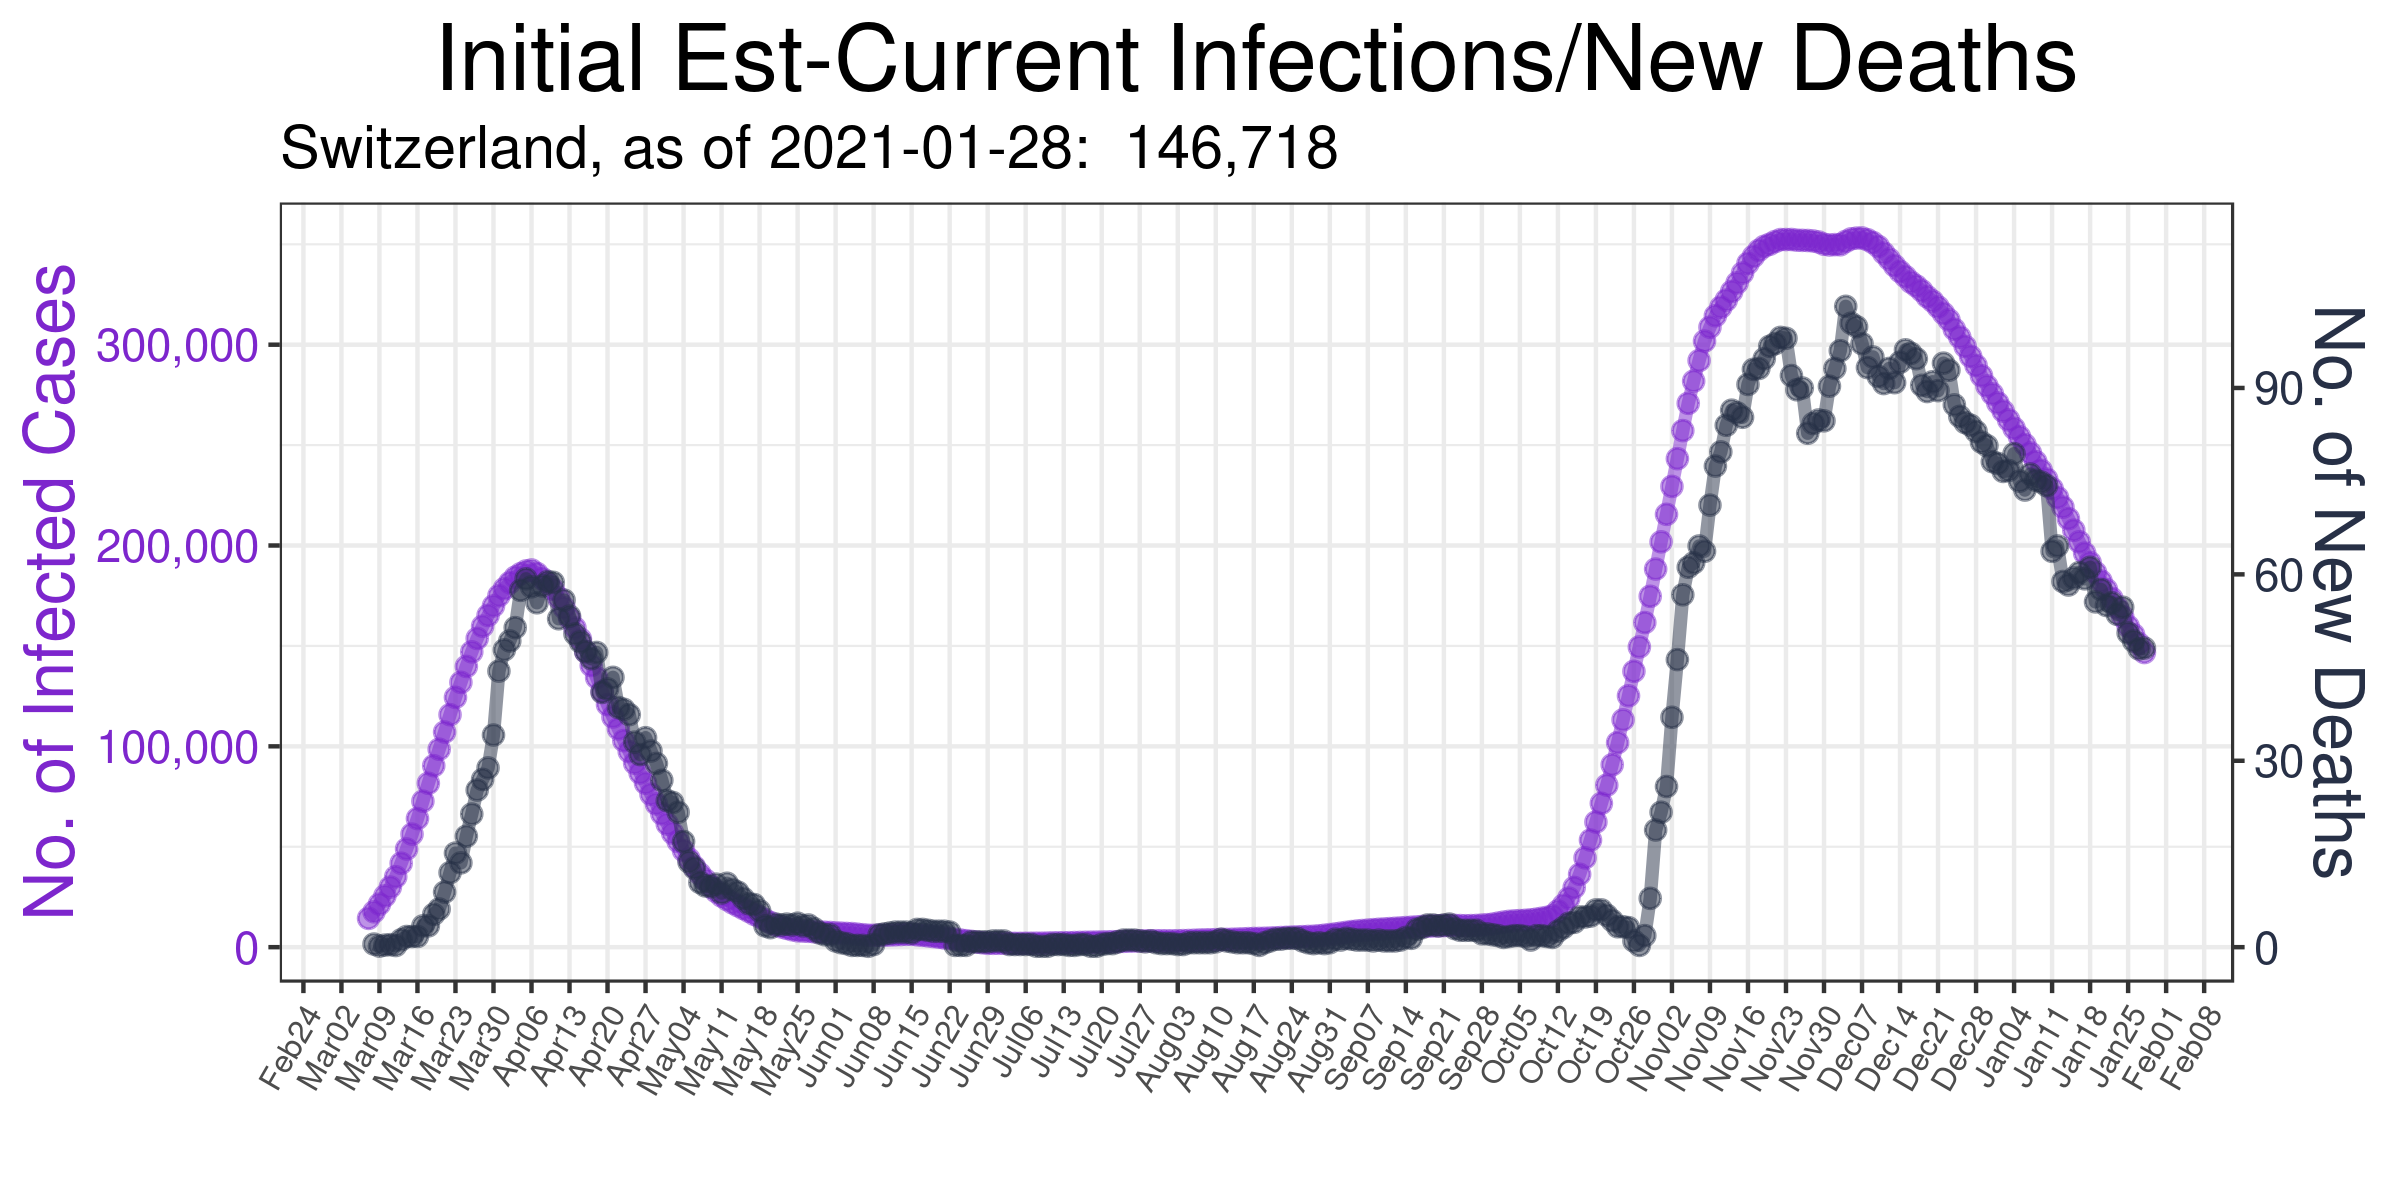 Initial Est-Current Infections/New Deaths
Switzerland, as of 2021-01-28:  146,718
No. of Infected Cases
300,000
200,000
100,000
0
No. of New Deaths
90
60
30
0
Feb24 Mar02 Mar09 Mar16 Mar23 Mar30 Apr06 Apr13 Apr20 Apr27 May04 May11 May18 May25 Jun01 Jun08 Jun15 Jun22 Jun29 Jul06 Jul13 Jul20 Jul27 Aug03 Aug10 Aug17 Aug24 Aug31 Sep07 Sep14 Sep21 Sep28 Oct05 Oct12 Oct19 Oct26 Nov02 Nov09 Nov16 Nov23 Nov30 Dec07 Dec14 Dec21 Dec28 Jan04 Jan11 Jan18 Jan25 Feb01 Feb08